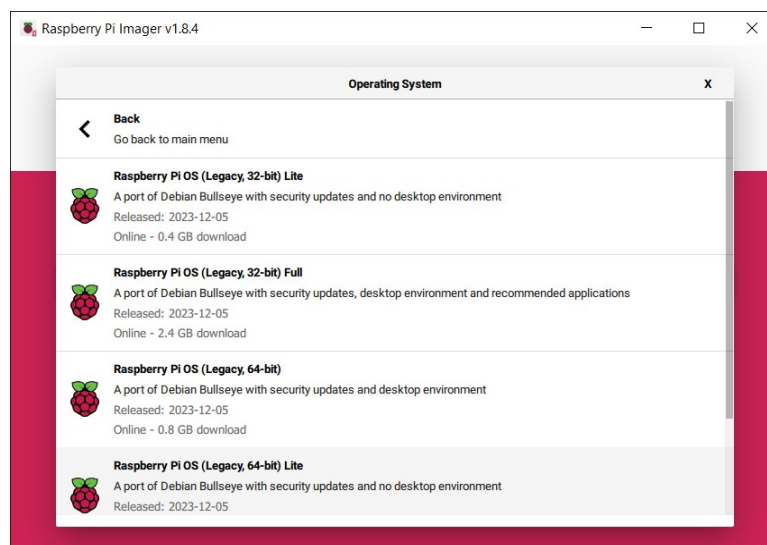 Raspberry Pi Imager v1.8.4
Operating System
X
Back
Go back to main menu
Raspberry Pi OS (Legacy, 32-bit) Lite
A port of Debian Bullseye with security updates and no desktop environment
Released: 2023-12-05
Online - 0.4 GB download
Raspberry Pi OS (Legacy, 32-bit) Full
A port of Debian Bullseye with security updates, desktop environment and recommended applications
Released: 2023-12-05
Online - 2.4 GB download
Raspberry Pi OS (Legacy, 64-bit)
A port of Debian Bullseye with security updates and desktop environment
Released: 2023-12-05
Online - 0.8 GB download
Raspberry Pi OS (Legacy, 64-bit) Lite
A port of Debian Bullseye with security updates and no desktop environment
Released: 2023-12-05